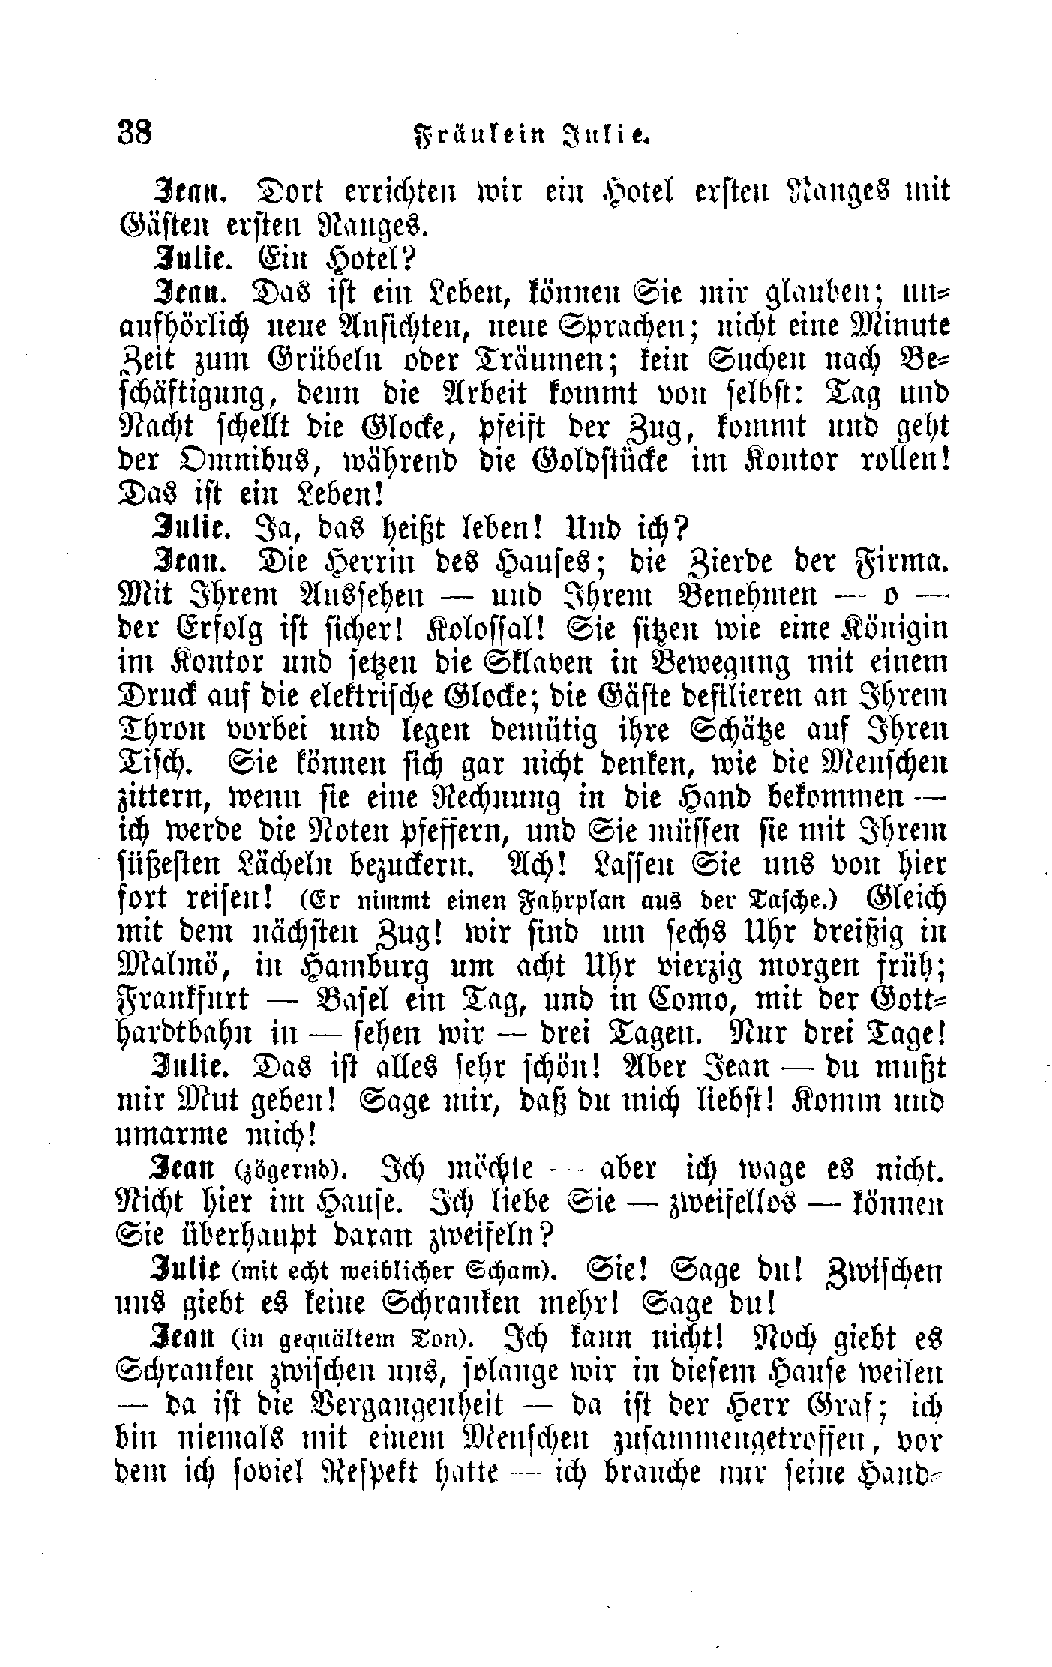 38 Fräulein Julie.
Jean. Dort errichten wir ein Hotel ersten Ranges mit
Gästen ersten Ranges.
Julie. Ein Hotel?
Jean. Das ist ein Leben, können Sie mir glauben; un-
aufhörlich neue Ansichten, neue Sprachen; nicht eine Minute
Zeit zum Grübeln oder Träumen; kein Suchen nach Be-
schäftigung, denn die Arbeit kommt von selbst: Tag und
Nacht schellt die Glocke, pfeift der Zug, kommt und geht
der Omnibus, während die Goldstücke im Kontor rollen!
Das ist ein Leben!
Julie. Ja, das heißt leben! Und ich?
Jean. Die Herrin des Hauses; die Zierde der Firma.
Mit Ihrem Aussehen — und Ihrem Benehmen — o —
der Erfolg ist sicher! Kolossal! Sie sitzen wie eine Königin
im Kontor und setzen die Sklaven in Bewegung mit einem
Druck auf die elektrische Glocke; die Gäste defilieren an Ihrem
Thron vorbei und legen demütig ihre Schätze auf Ihren
Tisch. Sie können sich gar nicht denken, wie die Menschen
zittern, wenn sie eine Rechnung in die Hand bekommen —
ich werde die Noten pfeffern, und Sie müssen sie mit Ihrem
süßesten Lächeln bezuckern. Ach! Lassen Sie uns von hier
fort reisen! (Er nimmt einen Fahrplan aus der Tasche.) Gleich
mit dem nächsten Zug! wir sind um sechs Uhr dreißig in
Malmö, in Hamburg um acht Uhr vierzig morgen früh;
Frankfurt — Basel ein Tag, und in Como, mit der Gott-
hardtbahn in — sehen wir — drei Tagen. Nur drei Tage!
Julie. Das ist alles sehr schön! Aber Jean — du mußt
mir Mut geben! Sage mir, daß du mich liebst! Komm und
umarme mich!
Jean (zögernd). Ich möchte — aber ich wage es nicht.
Nicht hier im Hause. Ich liebe Sie — zweifellos — können
Sie überhaupt daran zweifeln?
Julie (mit echt weiblicher Scham). Sie! Sage du! Zwischen
uns giebt es keine Schranken mehr! Sage du!
Jean (in gequältem Ton). Ich kann nicht! Noch giebt es
Schranken zwischen uns, solange wir in diesem Hause weilen
— da ist die Vergangenheit — da ist der Herr Graf; ich
bin niemals mit einem Menschen zusammengetroffen, vor
dem ich soviel Respekt hatte — ich brauche nur seine Hand-